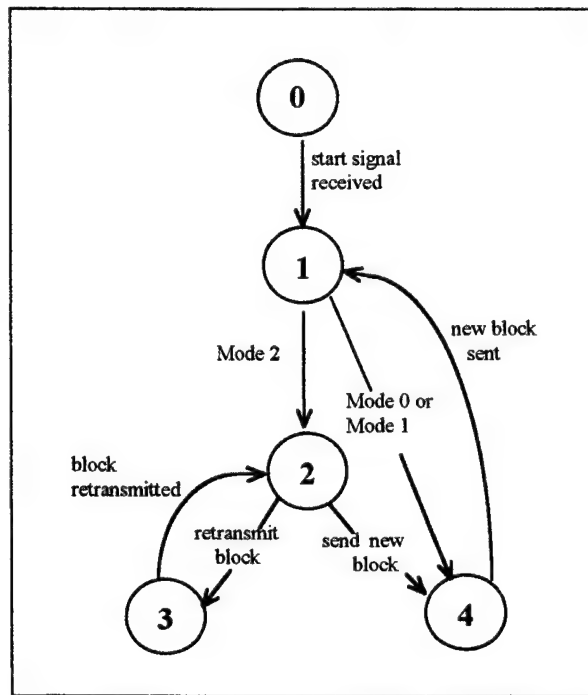 0
start signal
received
1
new block
sent
Mode 2
Mode 0 or
Mode 1
block
retransmitted
2
retransmit
block
send new
block
3
4